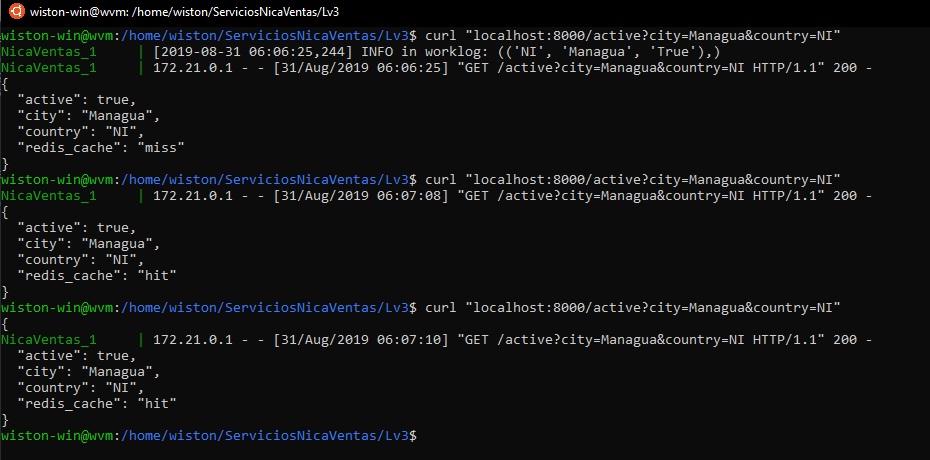 wiston-win@wvm: /home/wiston/ServiciosNicaVentas/Lv3
wiston-win@wvm:/home/wiston/ServiciosNicaVentas/Lv3$ curl "localhost:8000/active?city=Managua&country=NI"
NicaVentas_1     | [2019-08-31 06:06:25,244] INFO in worklog: (('NI', 'Managua', 'True'),)
NicaVentas_1     | 172.21.0.1 - - [31/Aug/2019 06:06:25] "GET /active?city=Managua&country=NI HTTP/1.1" 200 -
{
  "active": true,
  "city": "Managua",
  "country": "NI",
  "redis_cache": "miss"
}
wiston-win@wvm:/home/wiston/ServiciosNicaVentas/Lv3$ curl "localhost:8000/active?city=Managua&country=NI"
NicaVentas_1     | 172.21.0.1 - - [31/Aug/2019 06:07:08] "GET /active?city=Managua&country=NI HTTP/1.1" 200 -
{
  "active": true,
  "city": "Managua",
  "country": "NI",
  "redis_cache": "hit"
}
wiston-win@wvm:/home/wiston/ServiciosNicaVentas/Lv3$ curl "localhost:8000/active?city=Managua&country=NI"
{
NicaVentas_1     | 172.21.0.1 - - [31/Aug/2019 06:07:10] "GET /active?city=Managua&country=NI HTTP/1.1" 200 -
  "active": true,
  "city": "Managua",
  "country": "NI",
  "redis_cache": "hit"
}
wiston-win@wvm:/home/wiston/ServiciosNicaVentas/Lv3$